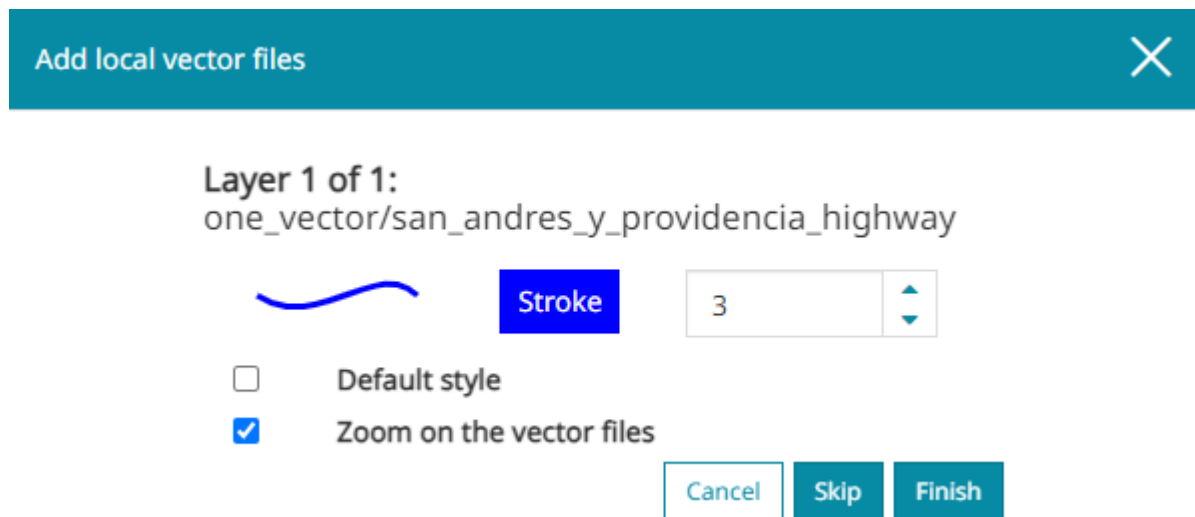 Add local vector files
Layer 1 of 1:
one_vector/san_andres_y_providencia_highway
Stroke 3
Default style
Zoom on the vector files
Cancel Skip Finish